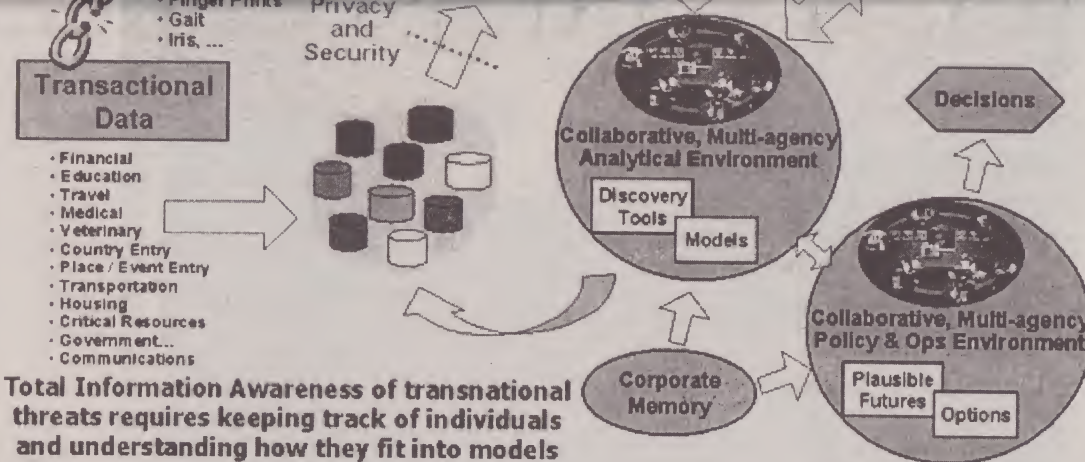 • Finger Prints
• Gait
• Iris, ...
Privacy
and
Security
Transactional
Data
• Financial
• Education
• Travel
• Medical
• Veterinary
• Country Entry
• Place / Event Entry
• Transportation
• Housing
• Critical Resources
• Government...
• Communications
Collaborative, Multi-agency
Analytical Environment
Discovery
Tools
Models
Decisions
Collaborative, Multi-agency
Policy & Ops Environment
Plausible
Futures
Options
Corporate
Memory
Total Information Awareness of transnational
threats requires keeping track of individuals
and understanding how they fit into models